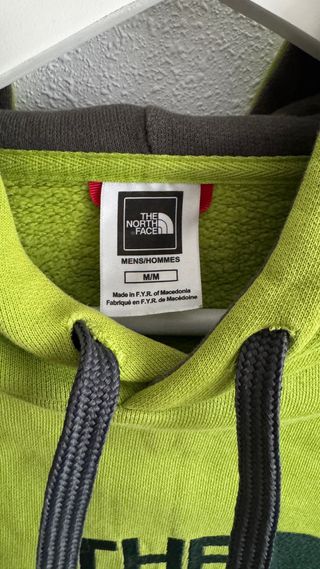 THE
NORTH
FACE
MENS/HOMMES
M/M
Made in F.Y.R. of Macedonia
Fabriqué en F.Y.R. de Macédoine
THE